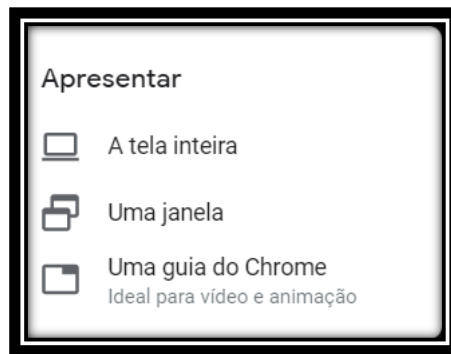 Apresentar
A tela inteira
Uma janela
Uma guia do Chrome
Ideal para vídeo e animação